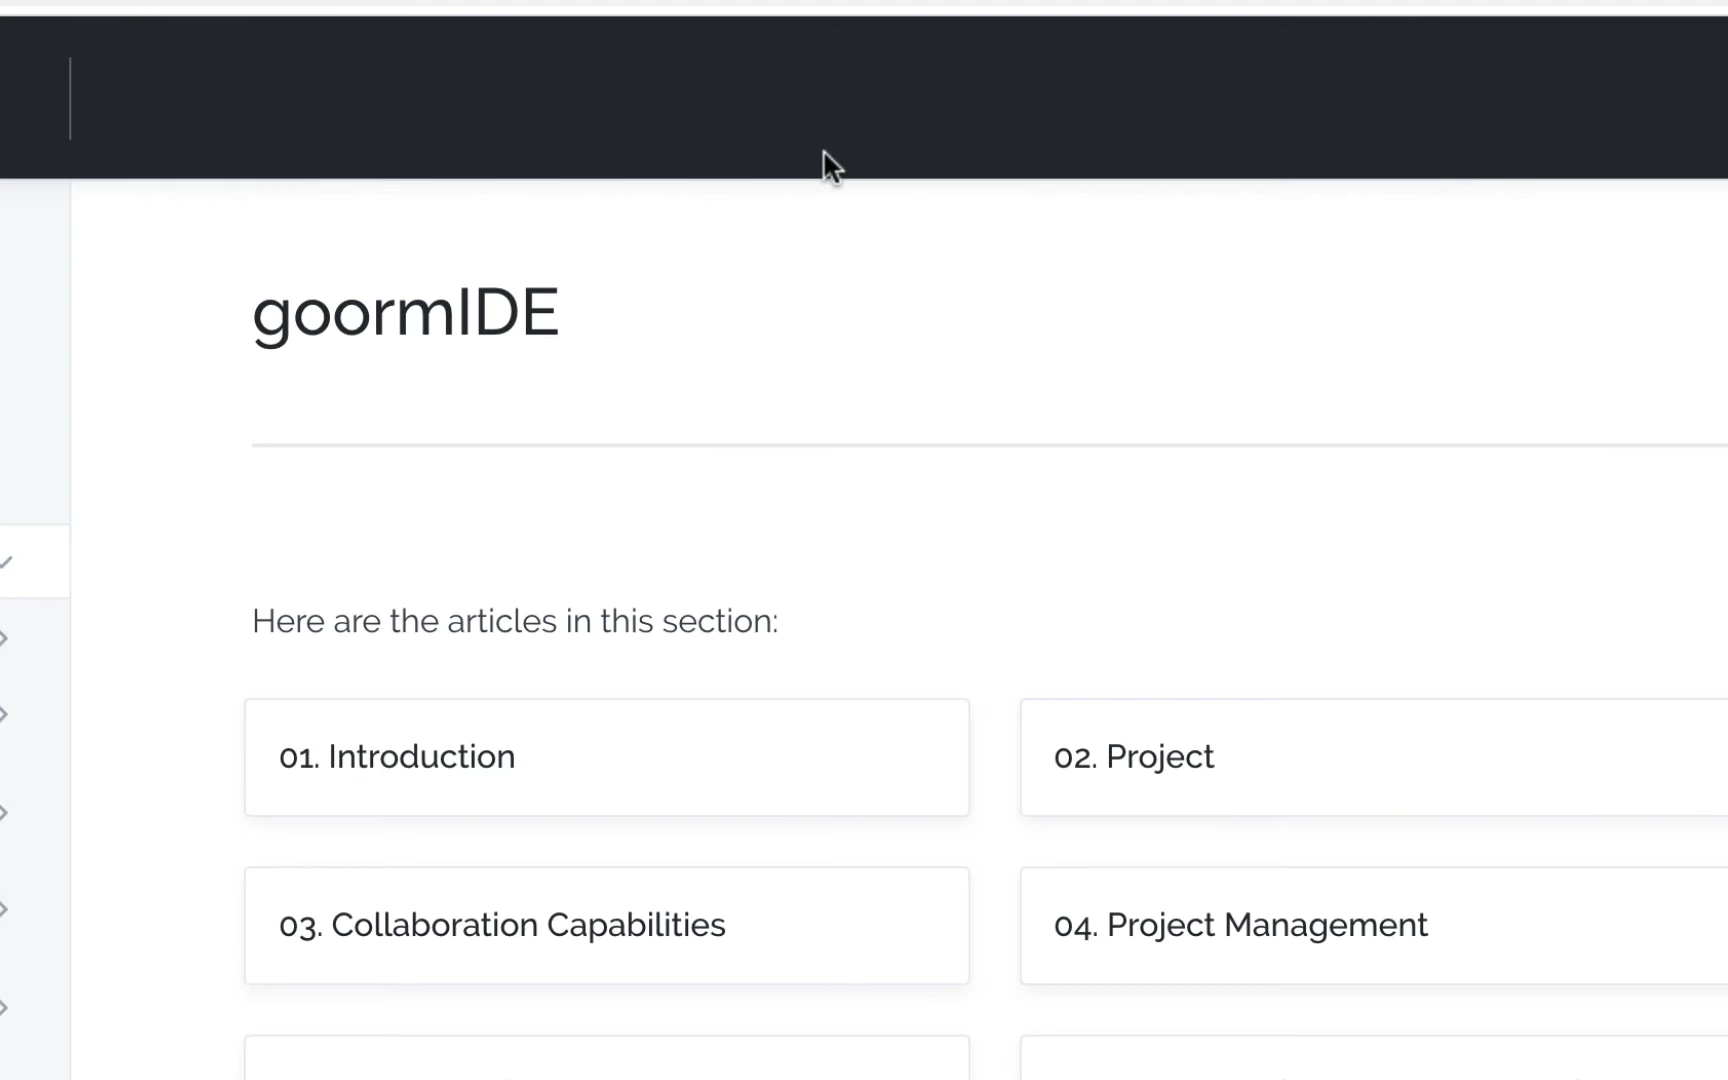 goormIDE
Here are the articles in this section:
01. Introduction
02. Project
03. Collaboration Capabilities
04. Project Management